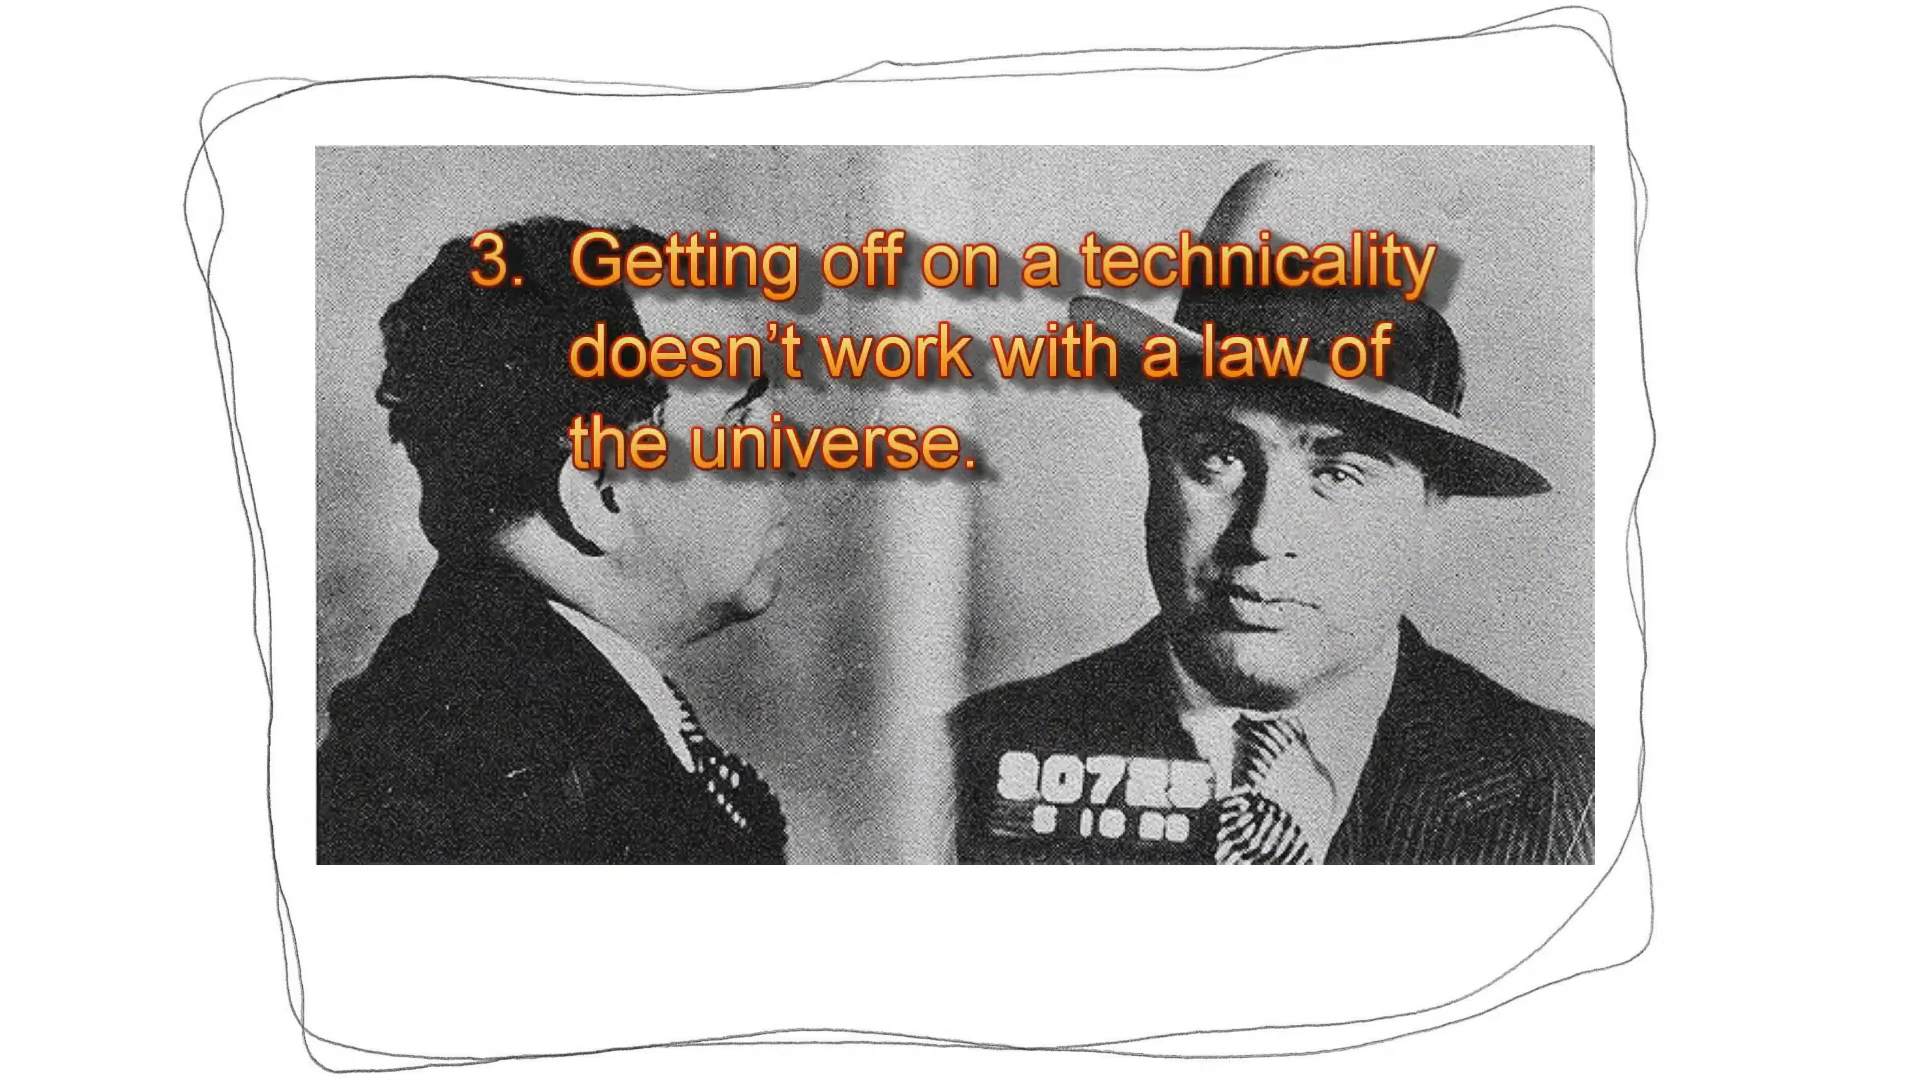 3. Getting off on a technicality
doesn’t work with a law of
the universe.